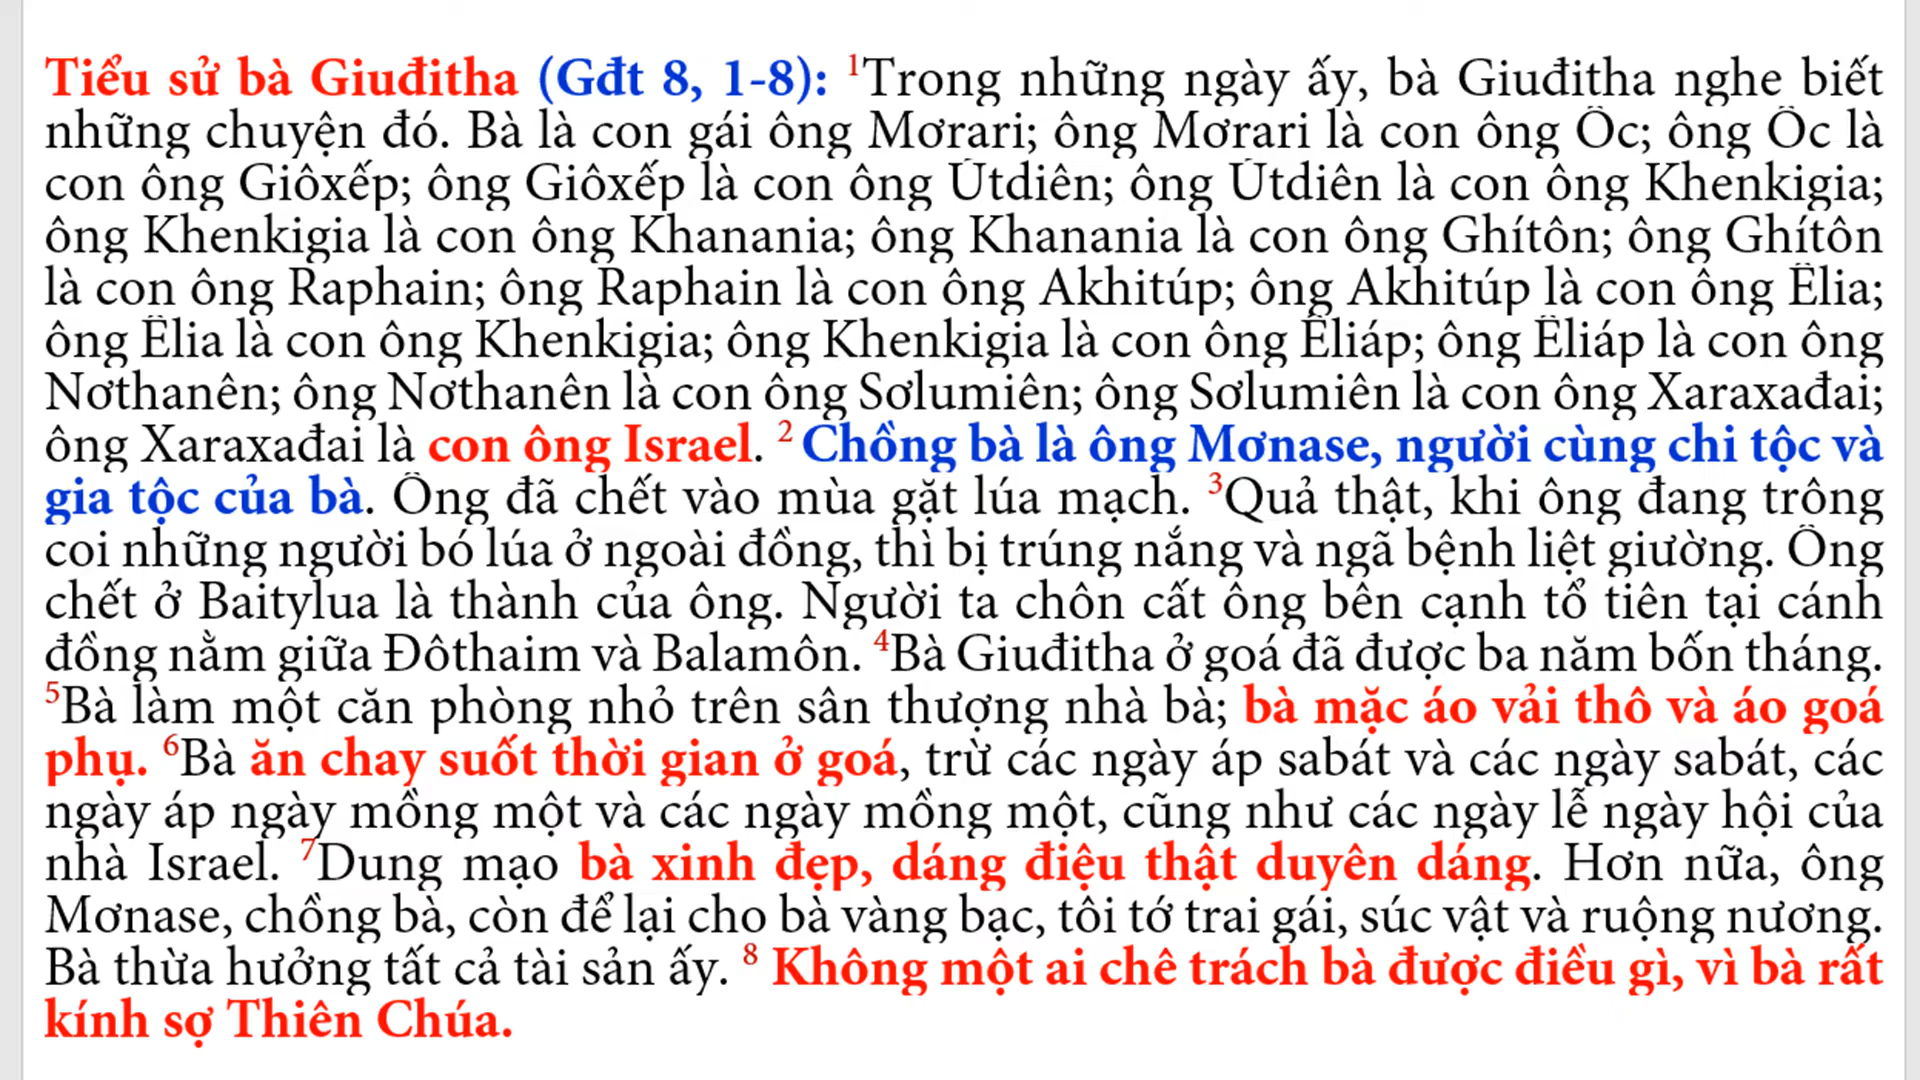 Tiểu sử bà Giuđitha (Gđt 8, 1-8): ¹Trong những ngày ấy, bà Giuđitha nghe biết
những chuyện đó. Bà là con gái ông Mơrari; ông Mơrari là con ông Ôc; ông Ôc là
con ông Giôxếp; ông Giôxếp là con ông Útdiên; ông Útdiên là con ông Khenkigia;
ông Khenkigia là con ông Khanania; ông Khanania là con ông Ghítôn; ông Ghítôn
là con ông Raphain; ông Raphain là con ông Akhitúp; ông Akhitúp là con ông Êlia;
ông Êlia là con ông Khenkigia; ông Khenkigia là con ông Êliáp; ông Êliáp là con ông
Nơthanên; ông Nơthanên là con ông Sơlumiên; ông Sơlumiên là con ông Xaraxađai;
ông Xaraxađai là con ông Israel. ² Chồng bà là ông Mơnase, người cùng chi tộc và
gia tộc của bà. Ông đã chết vào mùa gặt lúa mạch. ³Quả thật, khi ông đang trông
coi những người bó lúa ở ngoài đồng, thì bị trúng nắng và ngã bệnh liệt giường. Ông
chết ở Baitylua là thành của ông. Người ta chôn cất ông bên cạnh tổ tiên tại cánh
đồng nằm giữa Đôthaim và Balamôn. ⁴Bà Giuđitha ở goá đã được ba năm bốn tháng.
⁵Bà làm một căn phòng nhỏ trên sân thượng nhà bà; bà mặc áo vải thô và áo goá
phụ. ⁶Bà ăn chay suốt thời gian ở goá, trừ các ngày áp sabát và các ngày sabát, các
ngày áp ngày mồng một và các ngày mồng một, cũng như các ngày lễ ngày hội của
nhà Israel. ⁷Dung mạo bà xinh đẹp, dáng điệu thật duyên dáng. Hơn nữa, ông
Mơnase, chồng bà, còn để lại cho bà vàng bạc, tôi tớ trai gái, súc vật và ruộng nương.
Bà thừa hưởng tất cả tài sản ấy. ⁸ Không một ai chê trách bà được điều gì, vì bà rất
kính sợ Thiên Chúa.